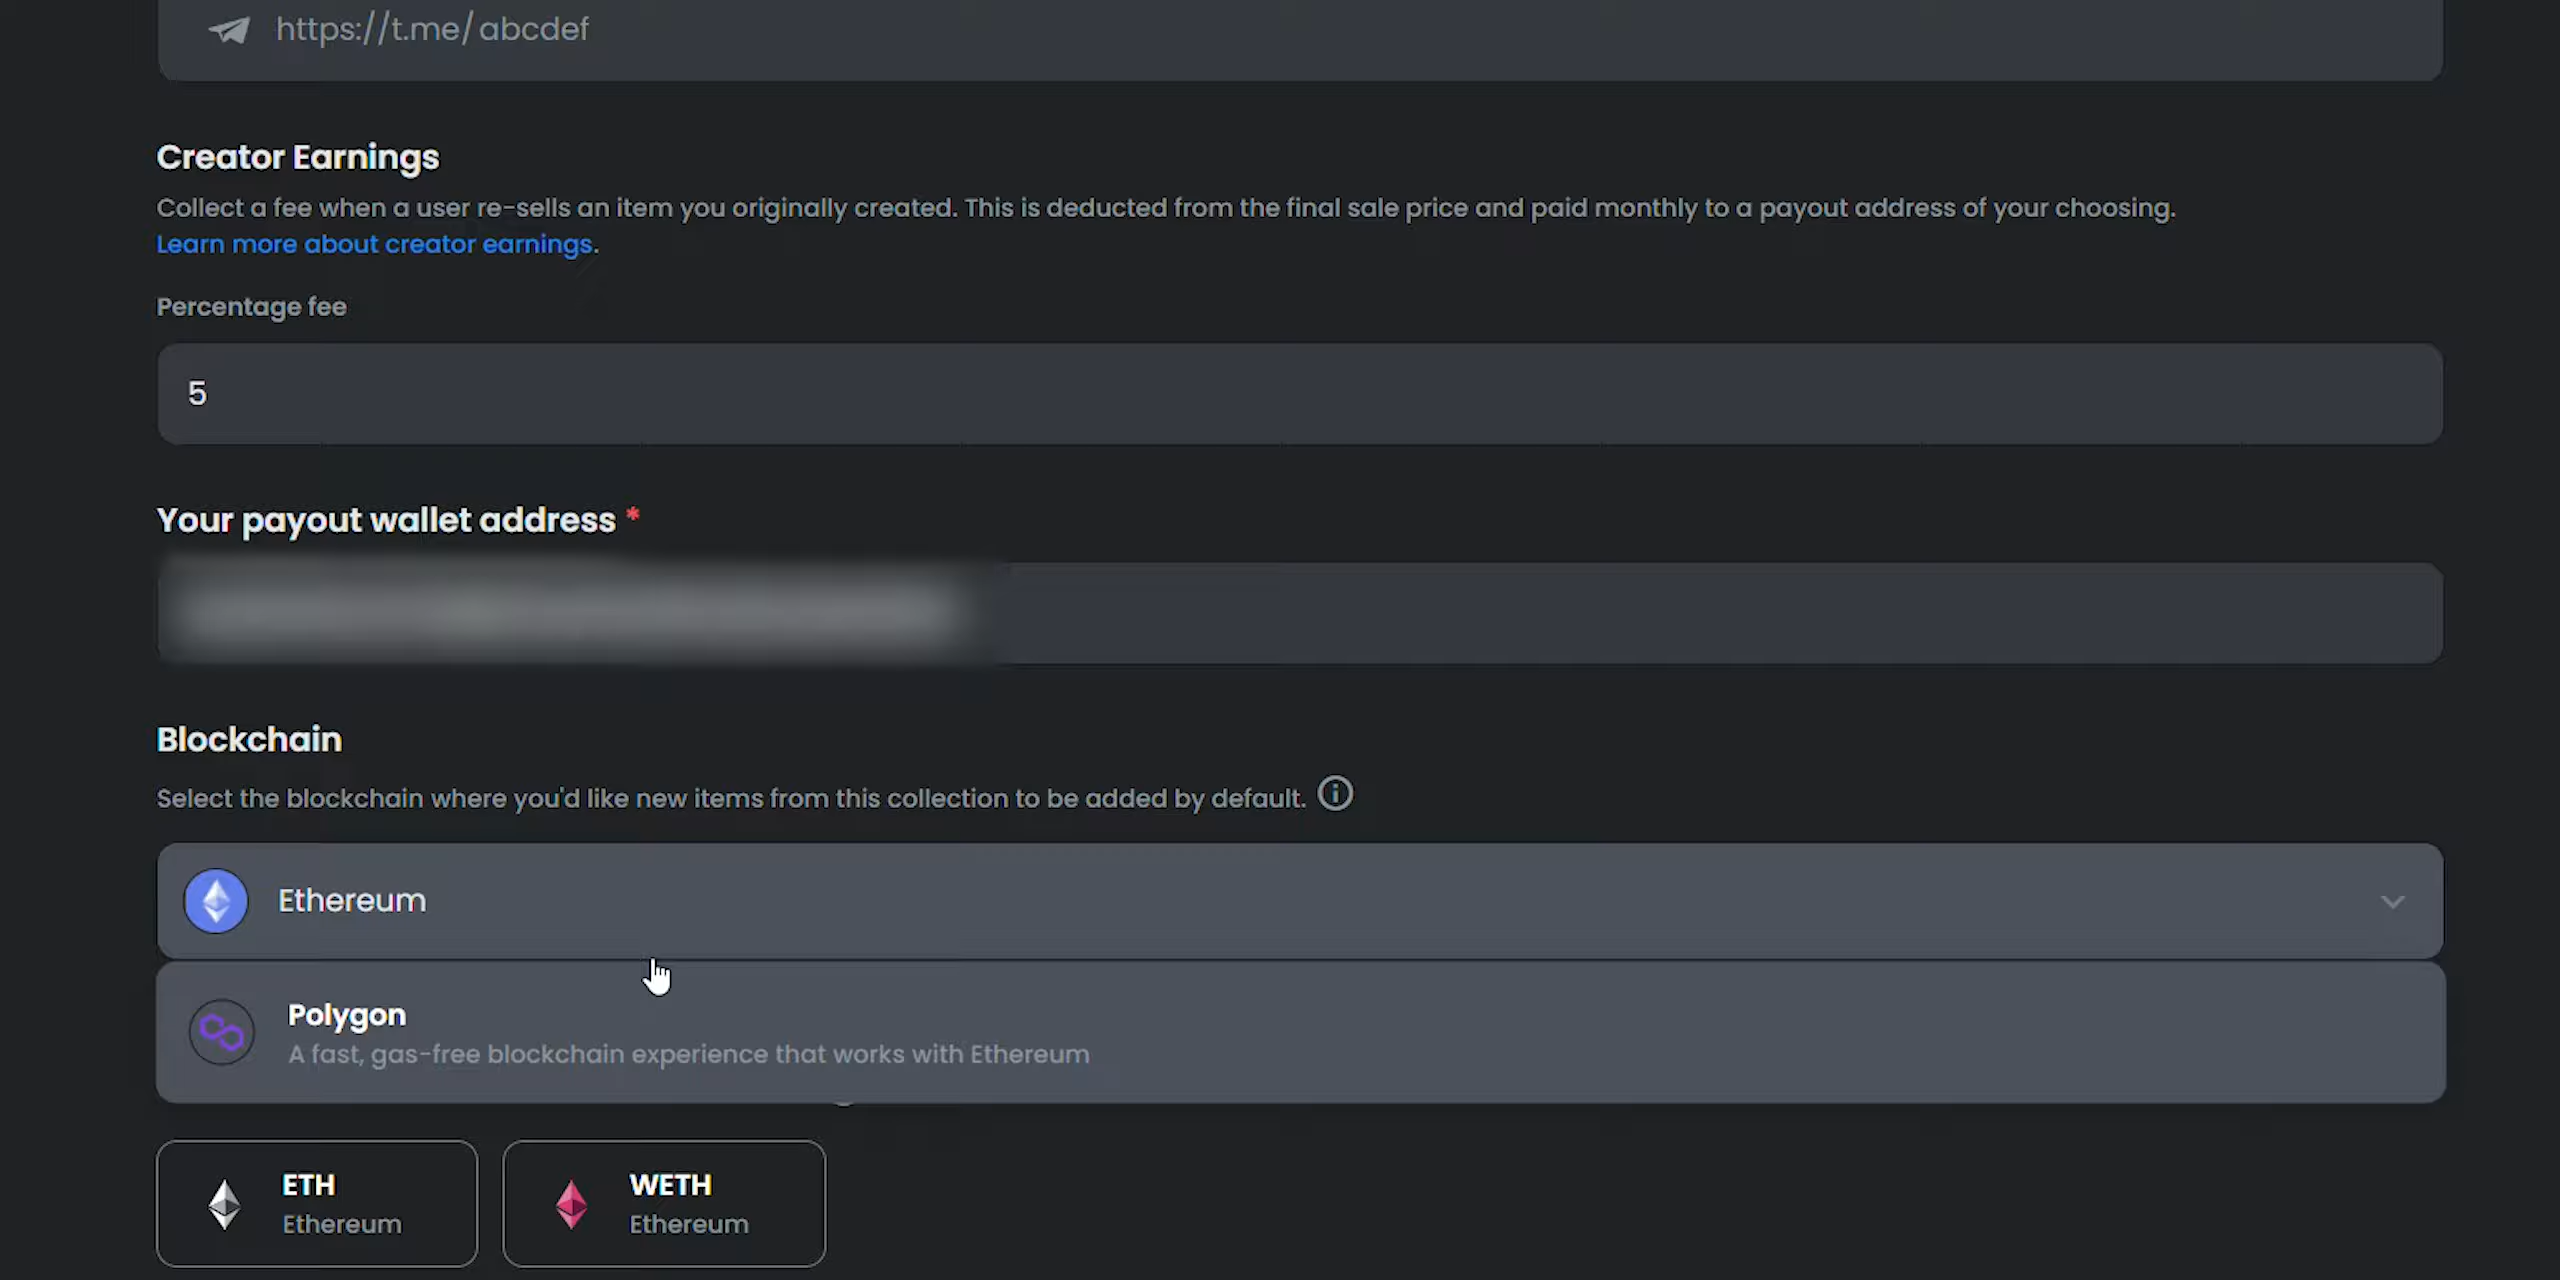 https://t.me/abcdef
Creator Earnings
Collect a fee when a user re-sells an item you originally created. This is deducted from the final sale price and paid monthly to a payout address of your choosing.
Learn more about creator earnings.
Percentage fee
5
Your payout wallet address *
Blockchain
Select the blockchain where you'd like new items from this collection to be added by default.
Ethereum
Polygon
A fast, gas-free blockchain experience that works with Ethereum
ETH
Ethereum
WETH
Ethereum